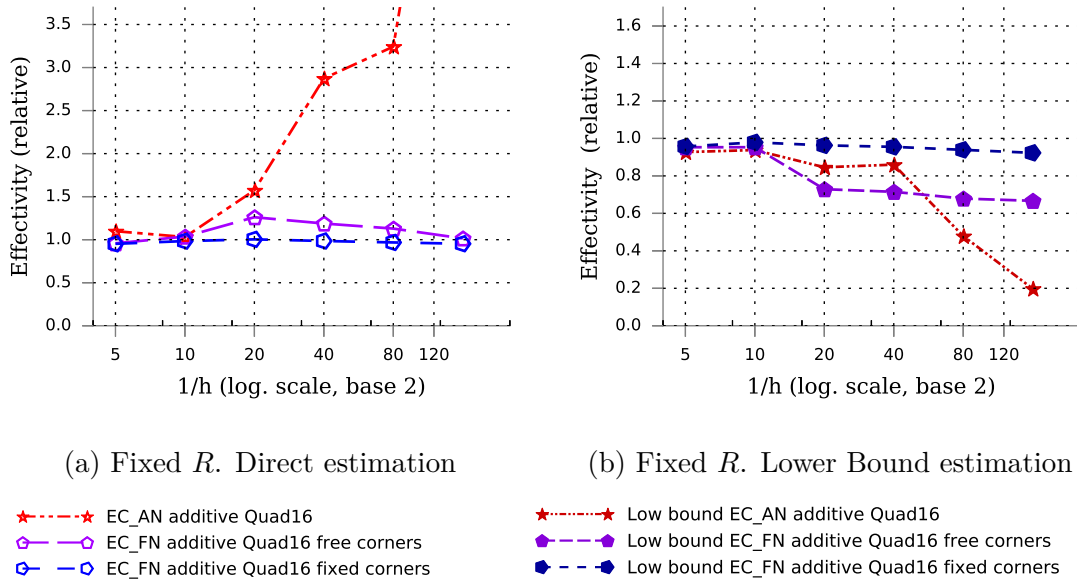 3.5
3.0
2.5
2.0
1.5
1.0
0.5
0.0
Effectivity (relative)
5 10 20 40 80 120
1/h (log. scale, base 2)
(a) Fixed R. Direct estimation
EC_AN additive Quad16
EC_FN additive Quad16 free corners
EC_FN additive Quad16 fixed corners
1.6
1.4
1.2
1.0
0.8
0.6
0.4
0.2
0.0
Effectivity (relative)
5 10 20 40 80 120
1/h (log. scale, base 2)
(b) Fixed R. Lower Bound estimation
Low bound EC_AN additive Quad16
Low bound EC_FN additive Quad16 free corners
Low bound EC_FN additive Quad16 fixed corners